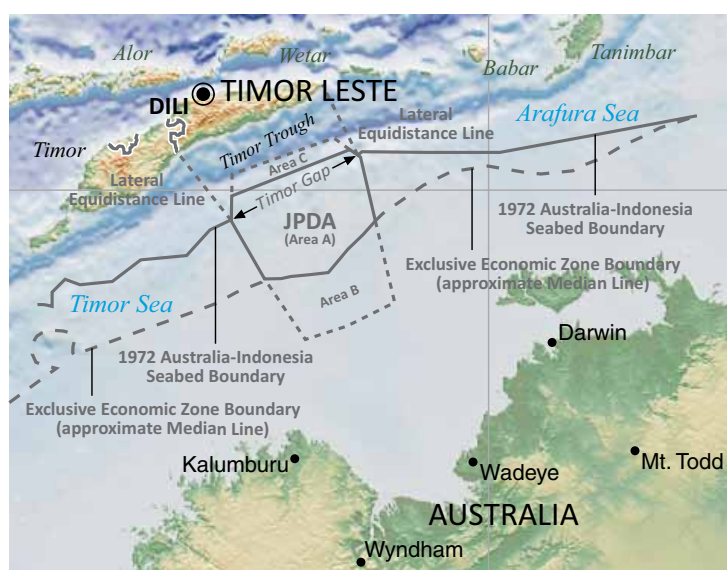 Alor
Wetar
Babar
Tanimbar
TIMOR LESTE
DILI
Timor
Timor Trough
Lateral
Equidistance Line
Arafura Sea
Area C
Timor Gap
Lateral
Equidistance Line
JPDA
(Area A)
1972 Australia-Indonesia
Seabed Boundary
Exclusive Economic Zone Boundary
(approximate Median Line)
Area B
Timor Sea
Darwin
1972 Australia-Indonesia
Seabed Boundary
Exclusive Economic Zone Boundary
(approximate Median Line)
Kalumburu
Wadeye
Mt. Todd
AUSTRALIA
Wyndham